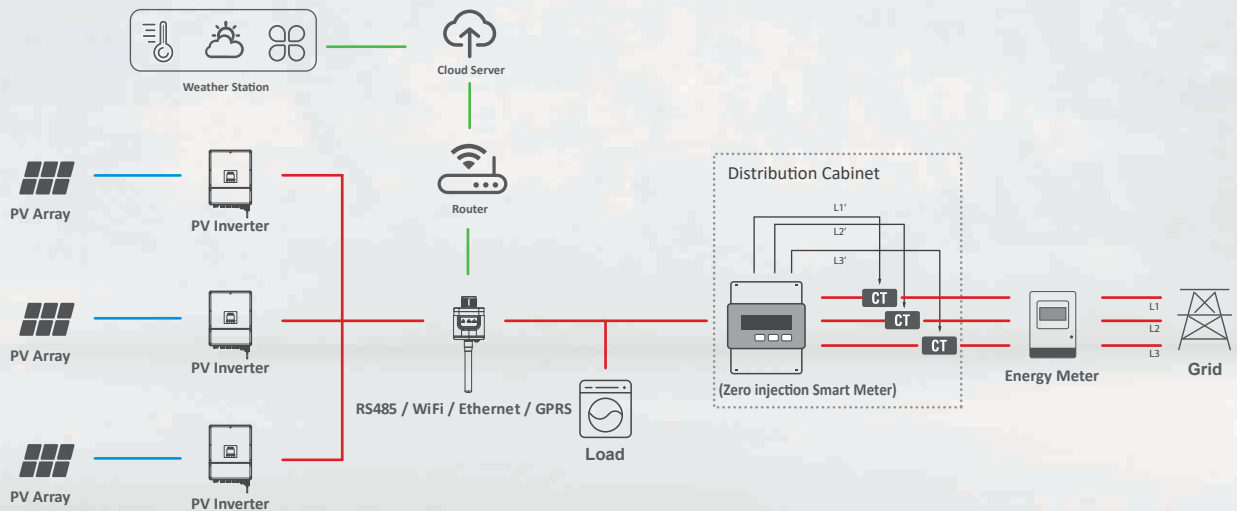 Weather Station
Cloud Server
Router
PV Array
PV Inverter
PV Array
PV Inverter
PV Array
PV Inverter
RS485 / WiFi / Ethernet / GPRS
Load
Distribution Cabinet
L1'
L2'
L3'
CT
CT
CT
(Zero injection Smart Meter)
Energy Meter
L1
L2
L3
Grid